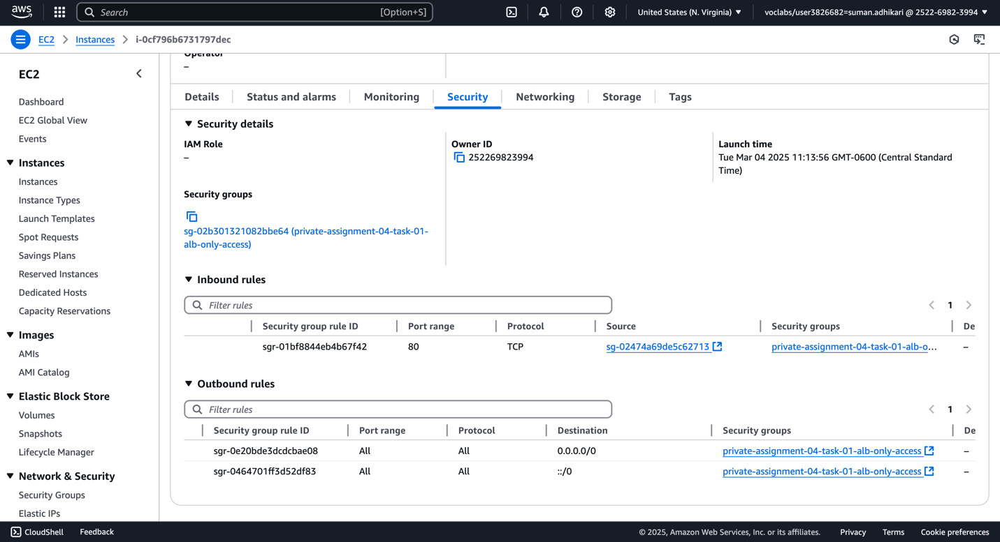 aws
Search [Option+S] United States (N. Virginia) ▼ voclabs/user3826682=suman.adhikari @ 2522-6982-3994 ▼
EC2 > Instances > i-0cf796b6731797dec
EC2
Dashboard
EC2 Global View
Events
Instances
Instances
Instance Types
Launch Templates
Spot Requests
Savings Plans
Reserved Instances
Dedicated Hosts
Capacity Reservations
Images
AMIs
AMI Catalog
Elastic Block Store
Volumes
Snapshots
Lifecycle Manager
Network & Security
Security Groups
Elastic IPs
Operator
–
Details Status and alarms Monitoring Security Networking Storage Tags
Security details
IAM Role
–
Owner ID
252269823994
Launch time
Tue Mar 04 2025 11:13:56 GMT-0600 (Central Standard
Time)
Security groups
sg-02b301321082bbe64 (private-assignment-04-task-01-
alb-only-access)
Inbound rules
Filter rules
1
Security group rule ID Port range Protocol Source Security groups De
sgr-01bf8844eb4b67f42 80 TCP sg-02474a69de5c62713 private-assignment-04-task-01-alb-o... –
Outbound rules
Filter rules
1
Security group rule ID Port range Protocol Destination Security groups De
sgr-0e20bde3dcdcbae08 All All 0.0.0.0/0 private-assignment-04-task-01-alb-only-access –
sgr-0464701ff3d52df83 All All ::/0 private-assignment-04-task-01-alb-only-access –
CloudShell Feedback © 2025, Amazon Web Services, Inc. or its affiliates. Privacy Terms Cookie preferences